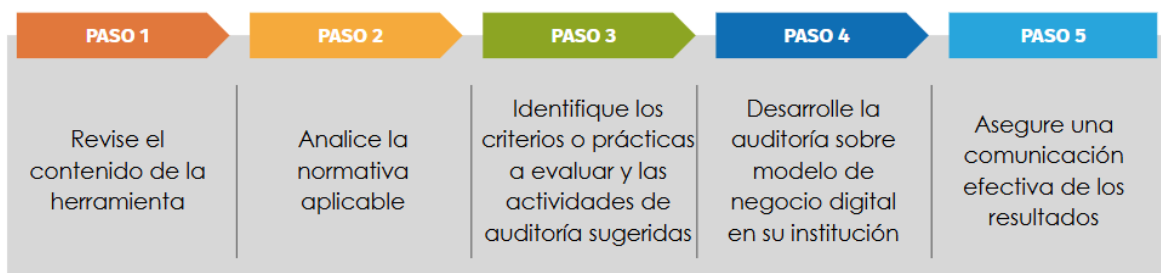 PASO 1
Revise el
contenido de la
herramienta
PASO 2
Analice la
normativa
aplicable
PASO 3
Identifique los
criterios o prácticas
a evaluar y las
actividades de
auditoría sugeridas
PASO 4
Desarrolle la
auditoría sobre
modelo de
negocio digital
en su institución
PASO 5
Asegure una
comunicación
efectiva de los
resultados